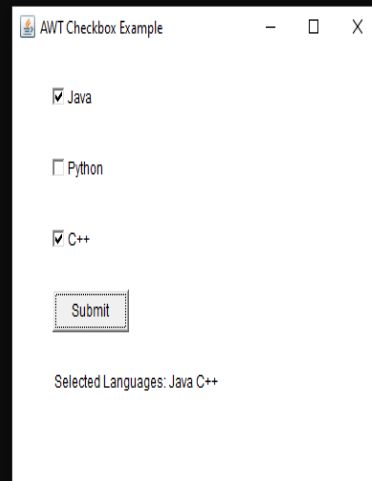 AWT Checkbox Example
Java
Python
C++
Submit
Selected Languages: Java C++